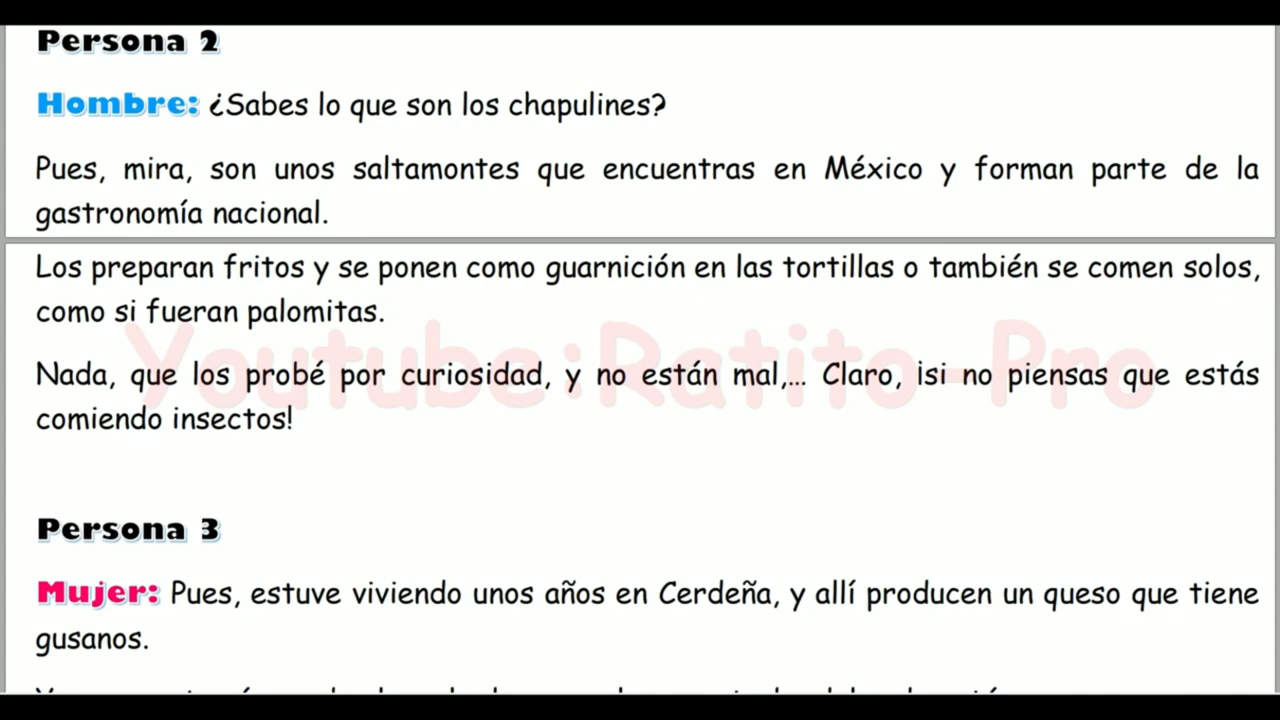 Persona 2
Hombre: ¿Sabes lo que son los chapulines?
Pues, mira, son unos saltamontes que encuentras en México y forman parte de la
gastronomía nacional.
Los preparan fritos y se ponen como guarnición en las tortillas o también se comen solos,
como si fueran palomitas.
Youtube:Ratito-Pro
Nada, que los probé por curiosidad, y no están mal,... Claro, ¡si no piensas que estás
comiendo insectos!
Persona 3
Mujer: Pues, estuve viviendo unos años en Cerdeña, y allí producen un queso que tiene
gusanos.